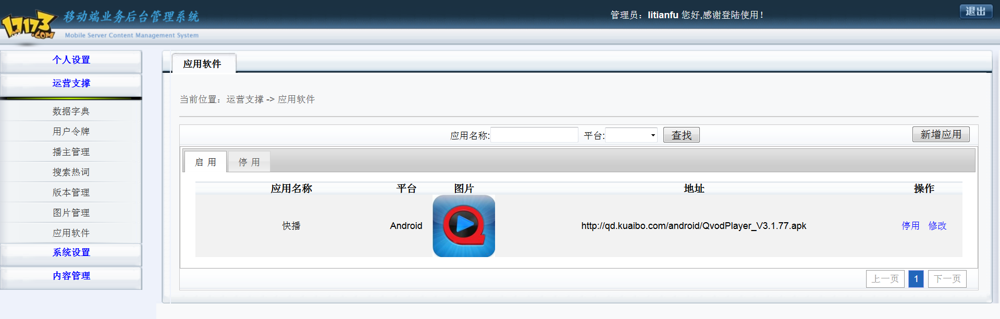 17173.COM
移动端业务后台管理系统
Mobile Server Content Management System
管理员：litianfu 您好,感谢登陆使用！
退出
个人设置
运营支撑
数据字典
用户令牌
播主管理
搜索热词
版本管理
图片管理
应用软件
系统设置
内容管理
应用软件
当前位置：运营支撑 -> 应用软件
应用名称: 平台: 查找 新增应用
启 用 停 用
应用名称 平台 图片 地址 操作
快播 Android http://qd.kuaibo.com/android/QvodPlayer_V3.1.77.apk 停用 修改
上一页 1 下一页